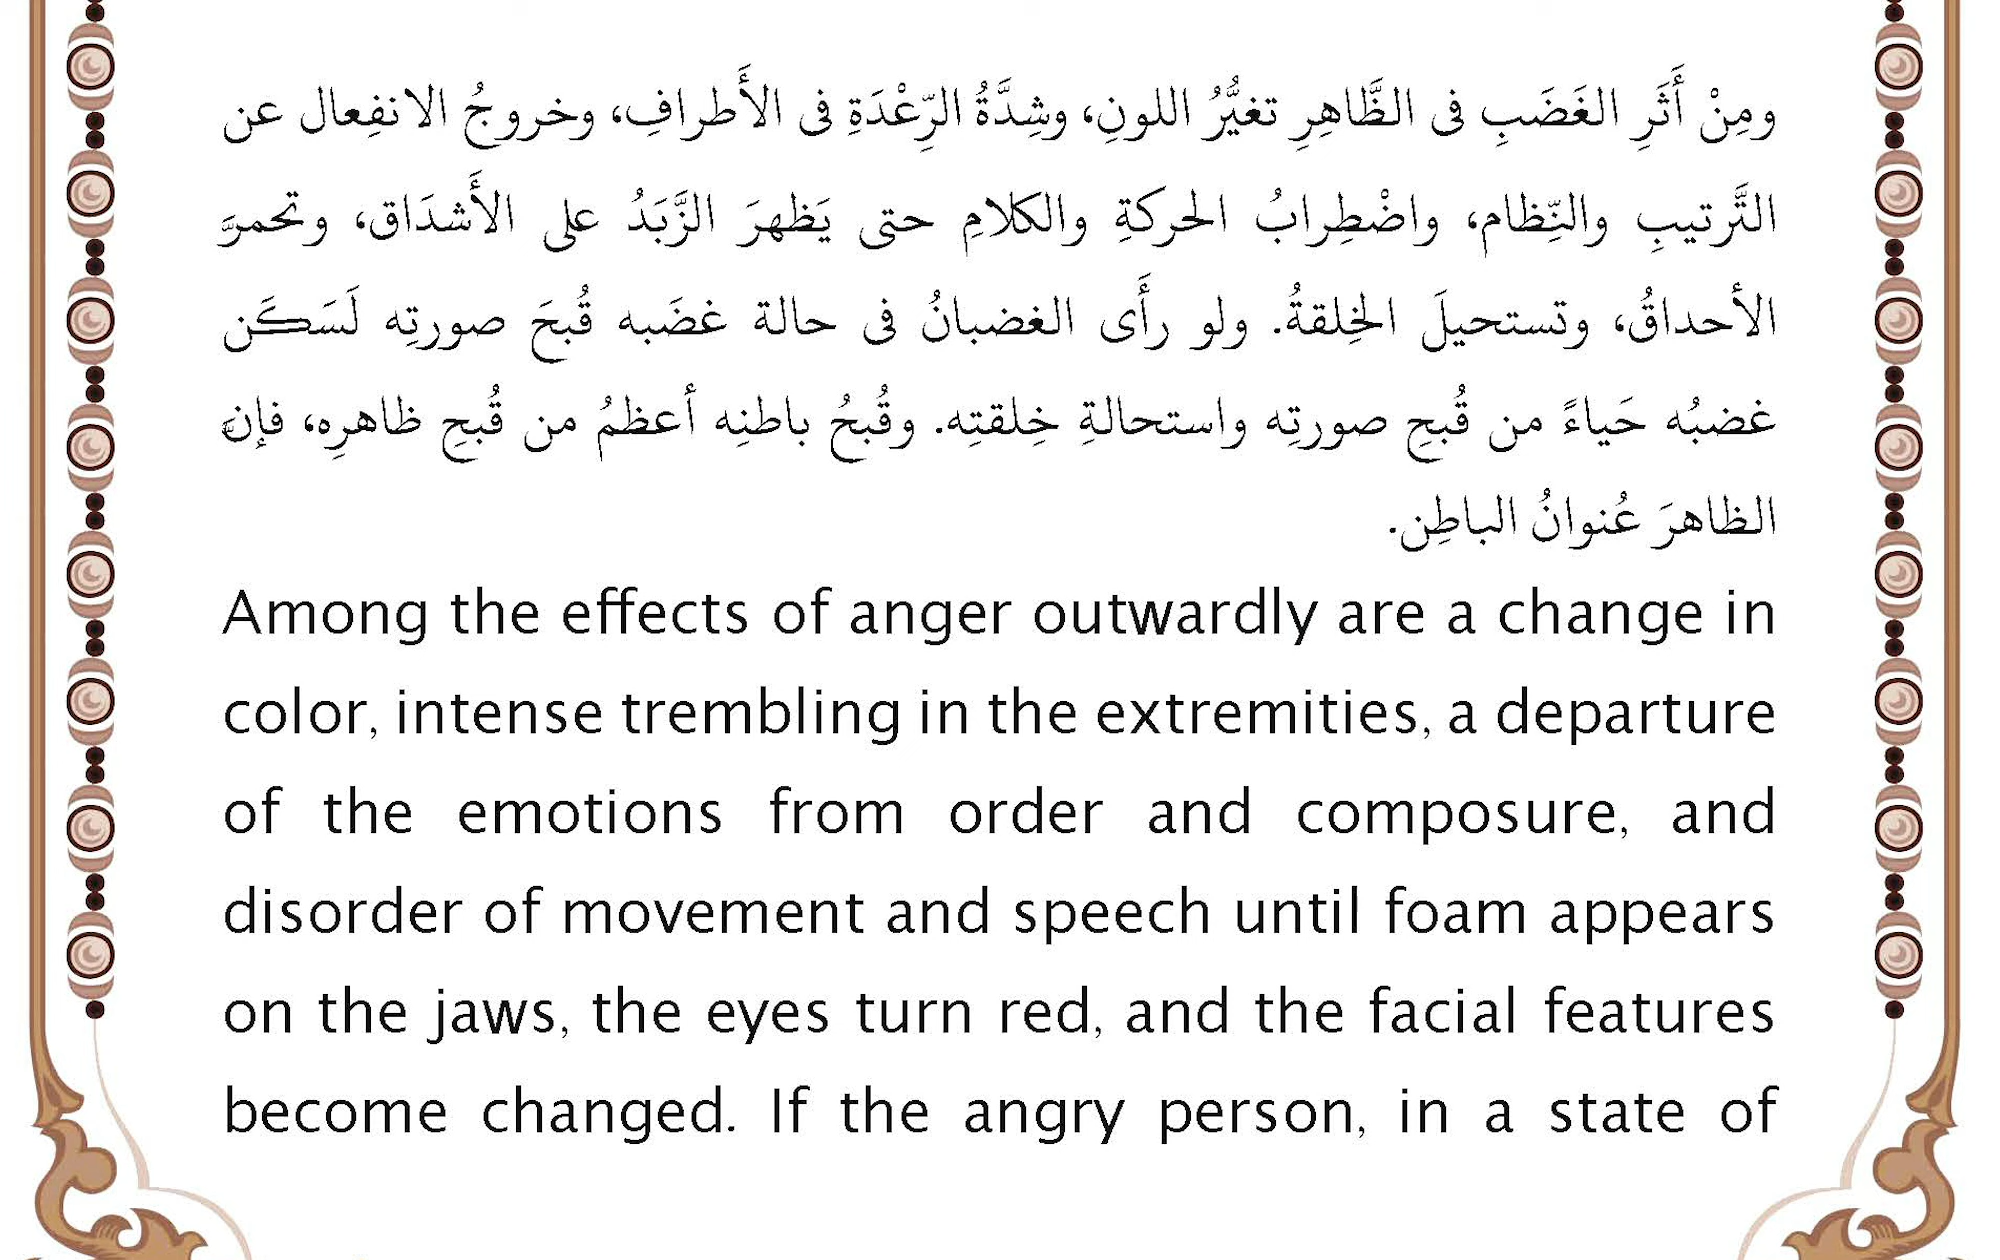 ومِنْ أَثَرِ الغَضَبِ فى الظَّاهِرِ تغيُّرُ اللونِ، وشِدَّةُ الرِّعْدَةِ فى الأَطرافِ، وخروجُ الانفِعال عن
التَّرتيبِ والنِّظام، واضْطِرابُ الحركةِ والكلامِ حتى يَظهرَ الزَّبَدُ على الأَشدَاق، وتحمرَّ
الأحداقُ، وتستحيلَ الخِلقةُ. ولو رأَى الغضبانُ فى حالة غضَبه قُبحَ صورتِه لَسَكَن
غضبُه حَياءً من قُبحِ صورتِه واستحالةِ خِلقتِه. وقُبحُ باطنِه أعظمُ من قُبحِ ظاهرِه، فإنَّ
الظاهرَ عُنوانُ الباطِن.
Among the effects of anger outwardly are a change in
color, intense trembling in the extremities, a departure
of the emotions from order and composure, and
disorder of movement and speech until foam appears
on the jaws, the eyes turn red, and the facial features
become changed. If the angry person, in a state of